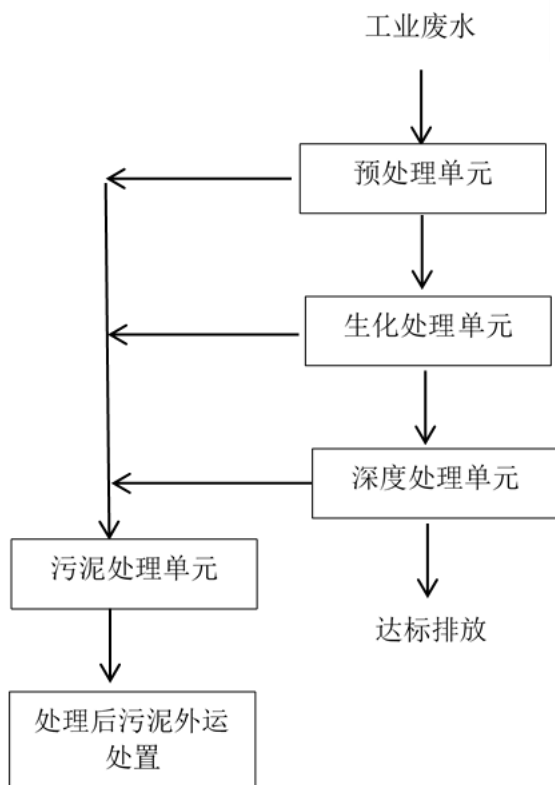 工业废水
预处理单元
生化处理单元
深度处理单元
污泥处理单元
达标排放
处理后污泥外运
处置